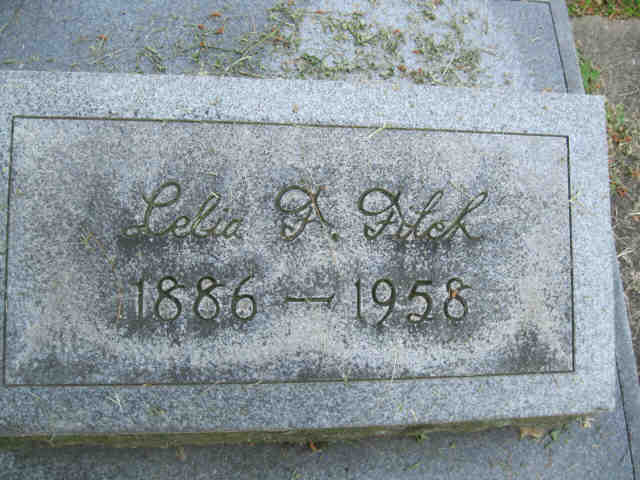 Lelia F. Fitch
1886 — 1958